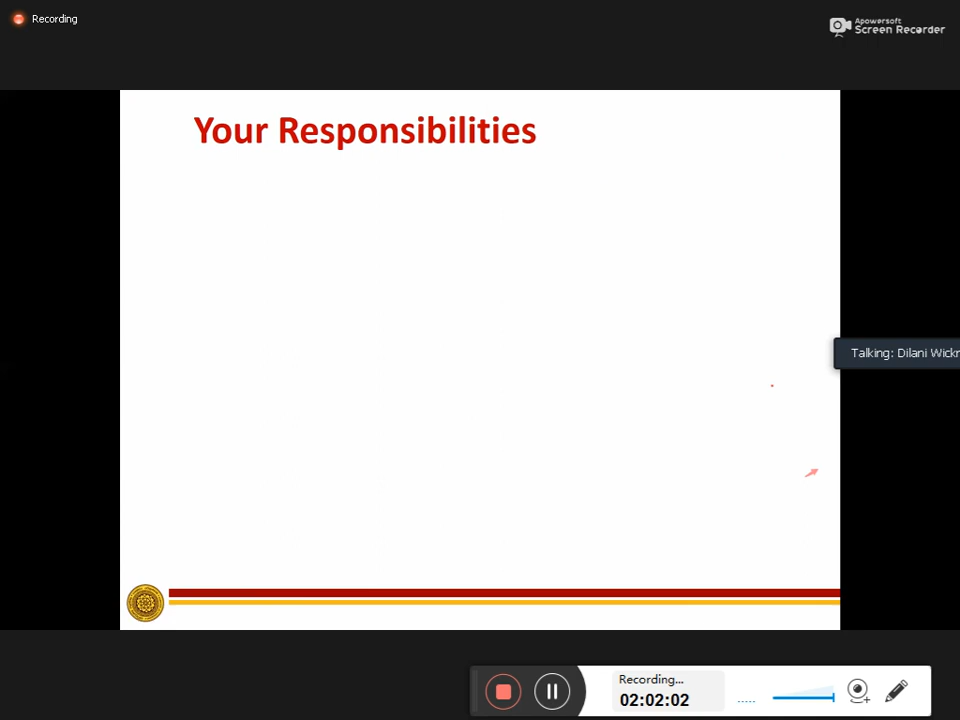 Recording
Apowersoft
Screen Recorder
Your Responsibilities
Talking: Dilani
Recording...
02:02:02